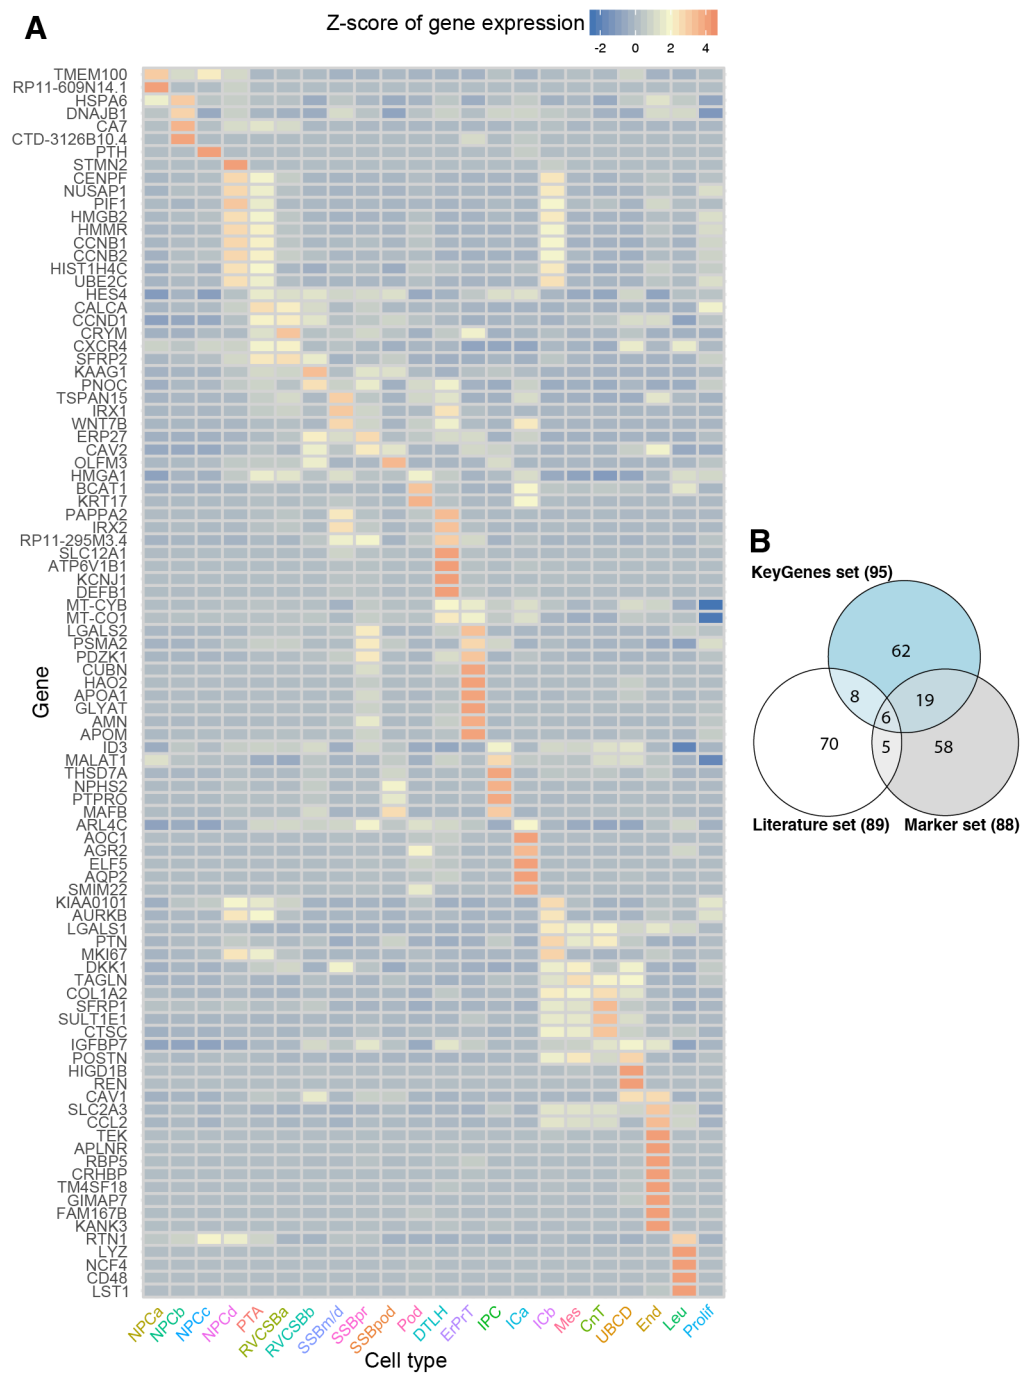 A
Z-score of gene expression
-2 0 2 4
TMEM100
RP11-609N14.1
HSPA6
DNAJB1
CA7
CTD-3126B10.4
PTH
STMN2
CENPF
NUSAP1
PIF1
HMGB2
HMMR
CCNB1
CCNB2
HIST1H4C
UBE2C
HES4
CALCA
CCND1
CRYM
CXCR4
SFRP2
KAAG1
PNOC
TSPAN15
IRX1
WNT7B
ERP27
CAV2
OLFM3
HMGA1
BCAT1
KRT17
PAPPA2
IRX2
RP11-295M3.4
SLC12A1
ATP6V1B1
KCNJ1
DEFB1
MT-CYB
MT-CO1
LGALS2
PSMA2
PDZK1
CUBN
HAO2
APOA1
GLYAT
AMN
APOM
ID3
MALAT1
THSD7A
NPHS2
PTPRO
MAFB
ARL4C
AOC1
AGR2
ELF5
AQP2
SMIM22
KIAA0101
AURKB
LGALS1
PTN
MKI67
DKK1
TAGLN
COL1A2
SFRP1
SULT1E1
CTSC
IGFBP7
POSTN
HIGD1B
REN
CAV1
SLC2A3
CCL2
TEK
APLNR
RBP5
CRHBP
TM4SF18
GIMAP7
FAM167B
KANK3
RTN1
LYZ
NCF4
CD48
LST1
Gene
NPCa NPCb NPCc NPCd PTA RVCSBa RVCSBb SSBm/d SSBpr SSBpod Pod DTLH ErPrT IPC ICa ICb Mes CnT UBCD End Leu Prolif
Cell type
B
KeyGenes set (95)
62
8 19
6
70 5 58
Literature set (89) Marker set (88)